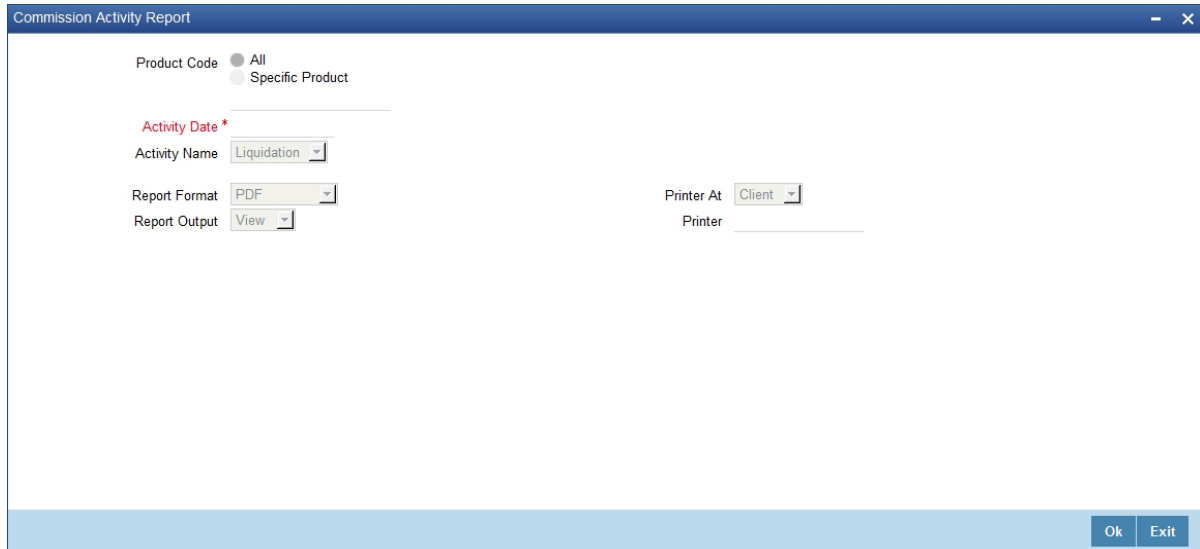 Commission Activity Report
Product Code All
Specific Product
Activity Date *
Activity Name Liquidation
Report Format PDF Printer At Client
Report Output View Printer
Ok Exit